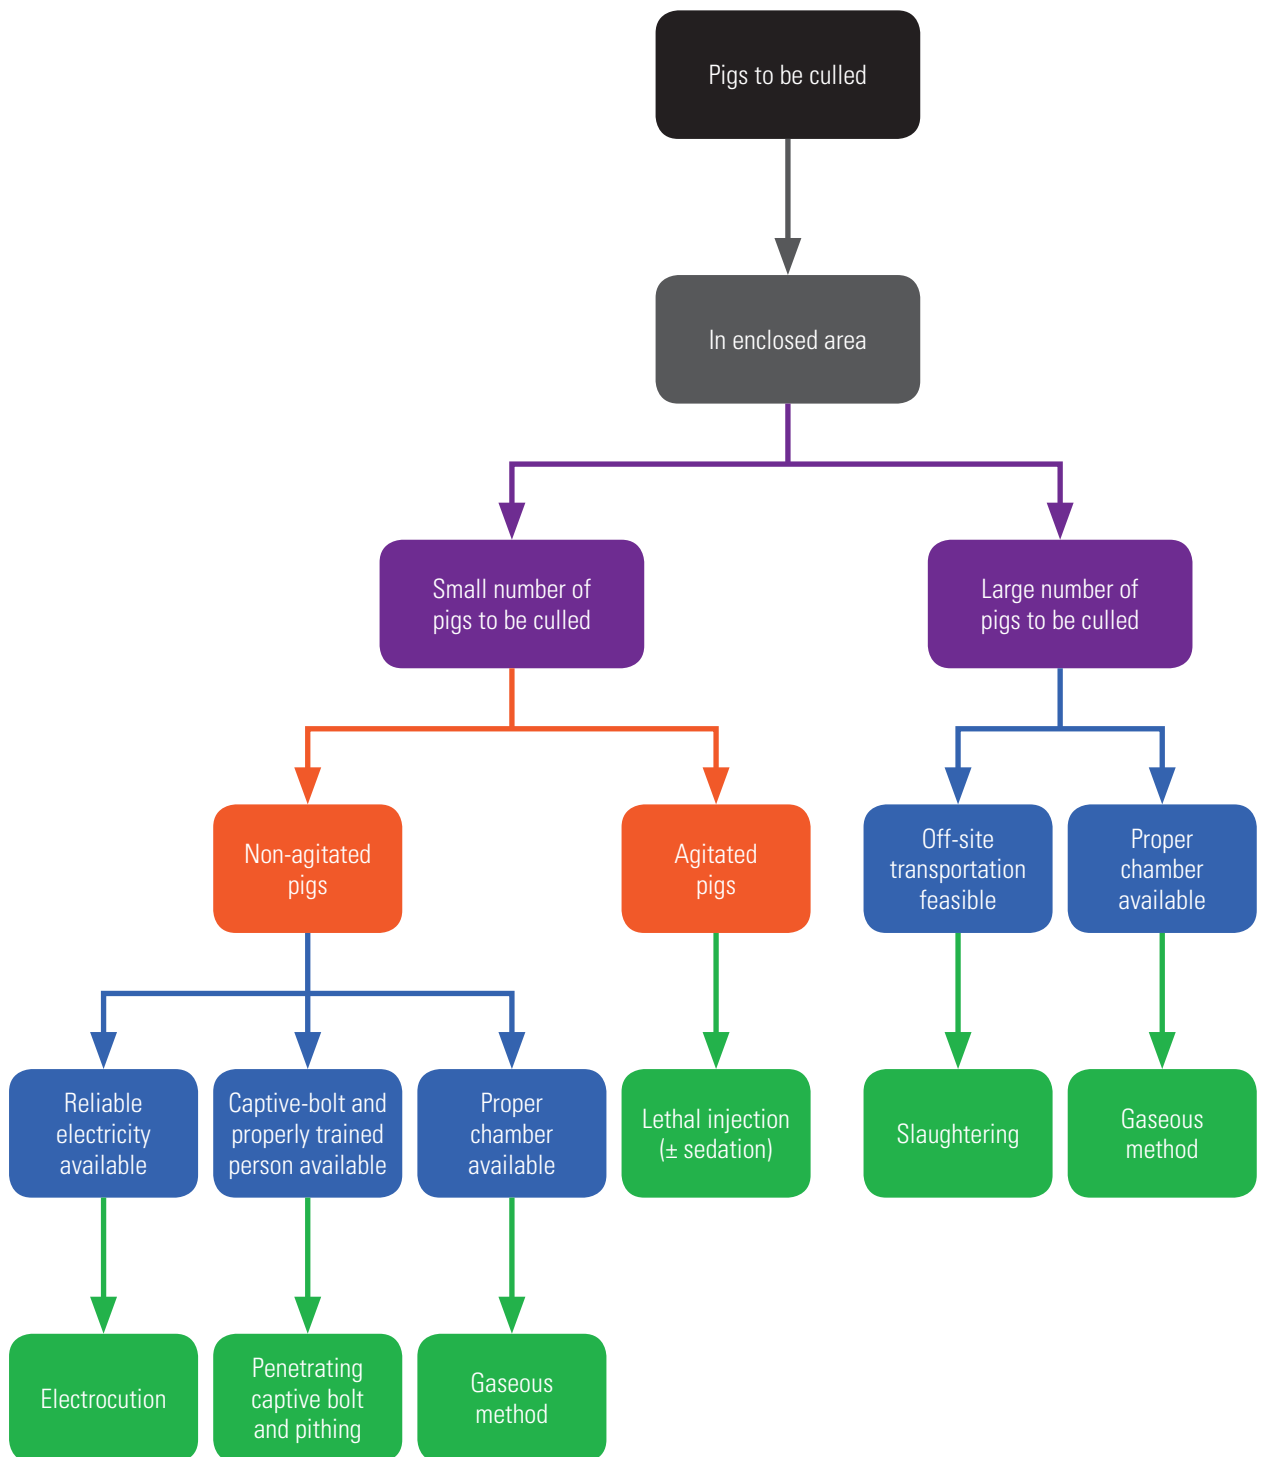 Pigs to be culled
In enclosed area
Small number of
pigs to be culled
Large number of
pigs to be culled
Non-agitated
pigs
Agitated
pigs
Off-site
transportation
feasible
Proper
chamber
available
Reliable
electricity
available
Captive-bolt and
properly trained
person available
Proper
chamber
available
Lethal injection
(± sedation)
Slaughtering
Gaseous
method
Electrocution
Penetrating
captive bolt
and pithing
Gaseous
method